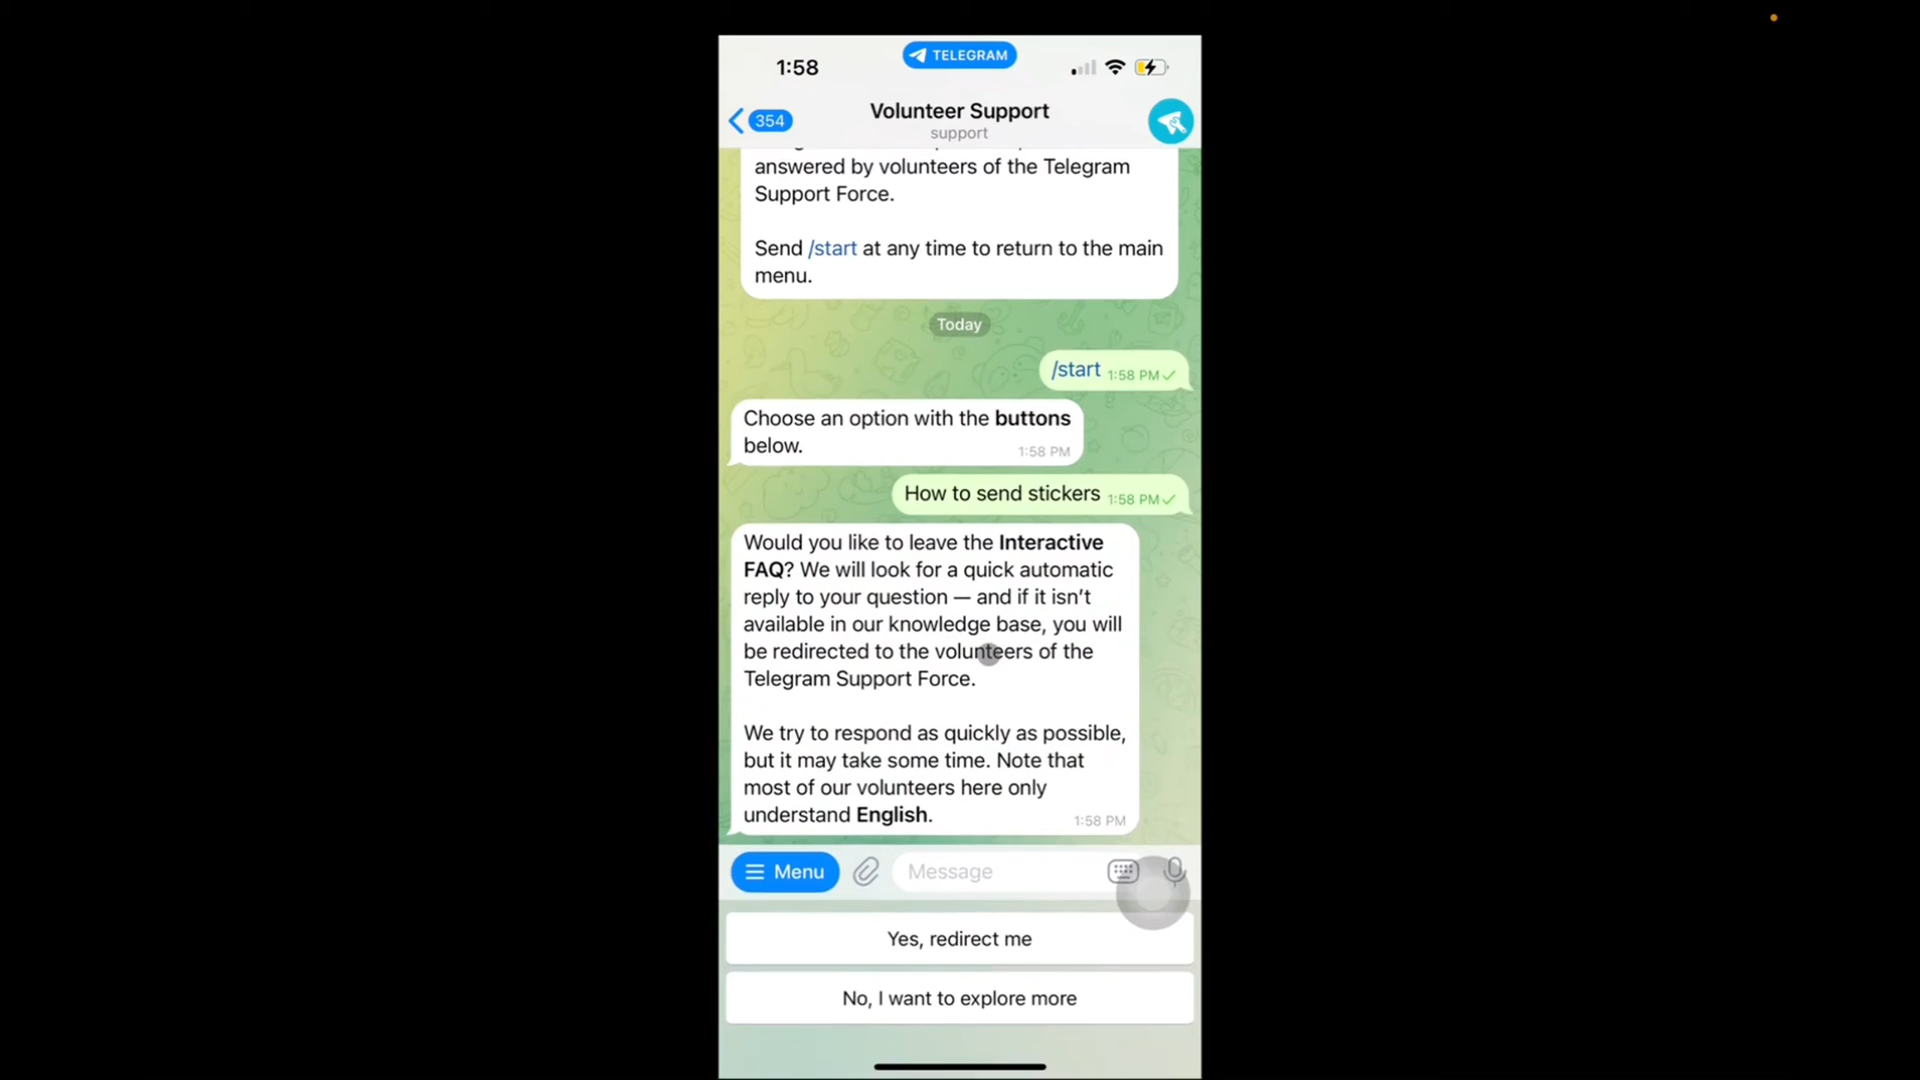 TELEGRAM
1:58
Volunteer Support
354
support
answered by volunteers of the Telegram
Support Force.
Send /start at any time to return to the main
menu.
Today
/start 1:58 PM
Choose an option with the buttons
below.
1:58 PM
How to send stickers 1:58 PM
Would you like to leave the Interactive
FAQ? We will look for a quick automatic
reply to your question — and if it isn't
available in our knowledge base, you will
be redirected to the volunteers of the
Telegram Support Force.
We try to respond as quickly as possible,
but it may take some time. Note that
most of our volunteers here only
understand English.
1:58 PM
Menu
Message
Yes, redirect me
No, I want to explore more